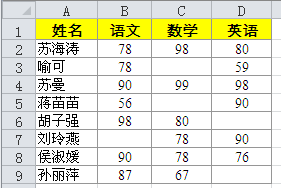 A B C D
1 姓名 语文 数学 英语
2 苏海涛 78 98 80
3 喻可 78 59
4 苏曼 90 99 98
5 蒋苗苗 56 90
6 胡子强 98 80
7 刘玲燕 78 90
8 侯淑媛 90 78 76
9 孙丽萍 87 67